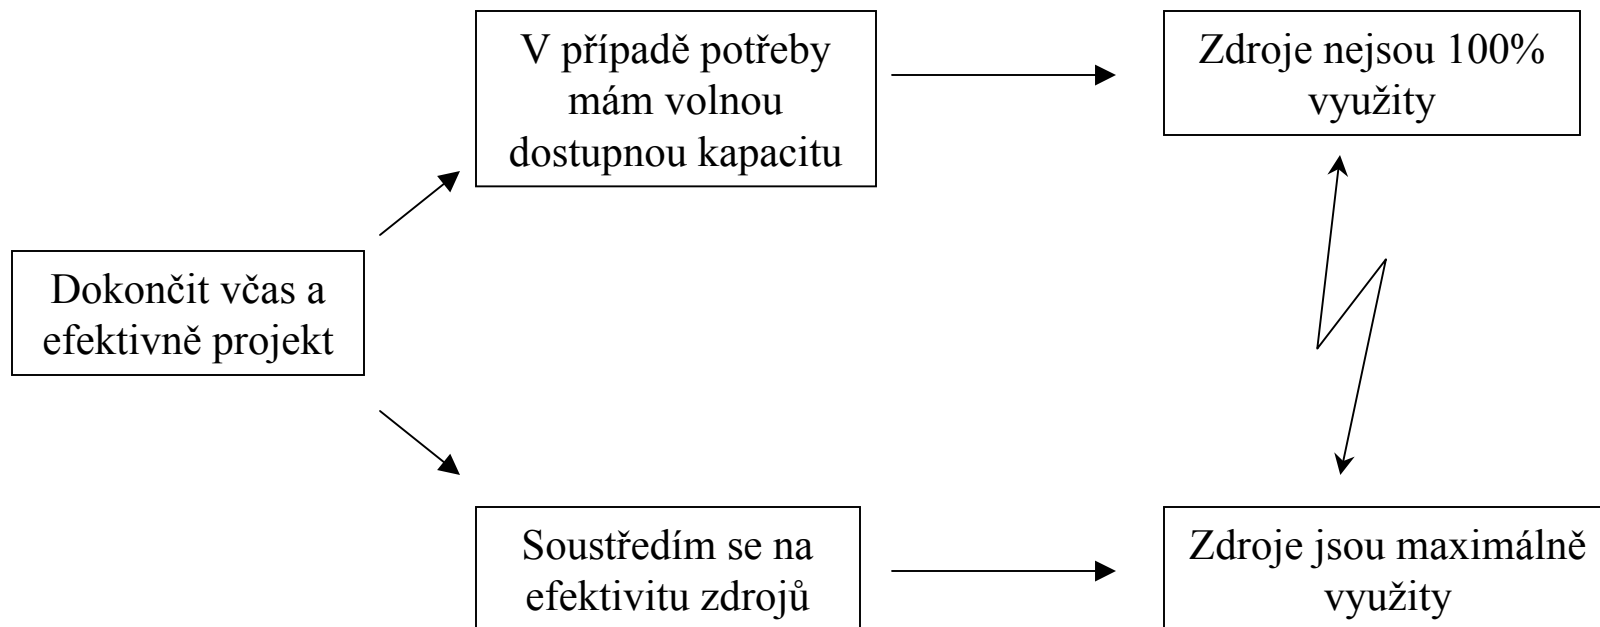 V případě potřeby
mám volnou
dostupnou kapacitu
Zdroje nejsou 100%
využity
Dokončit včas a
efektivně projekt
Soustředím se na
efektivitu zdrojů
Zdroje jsou maximálně
využity